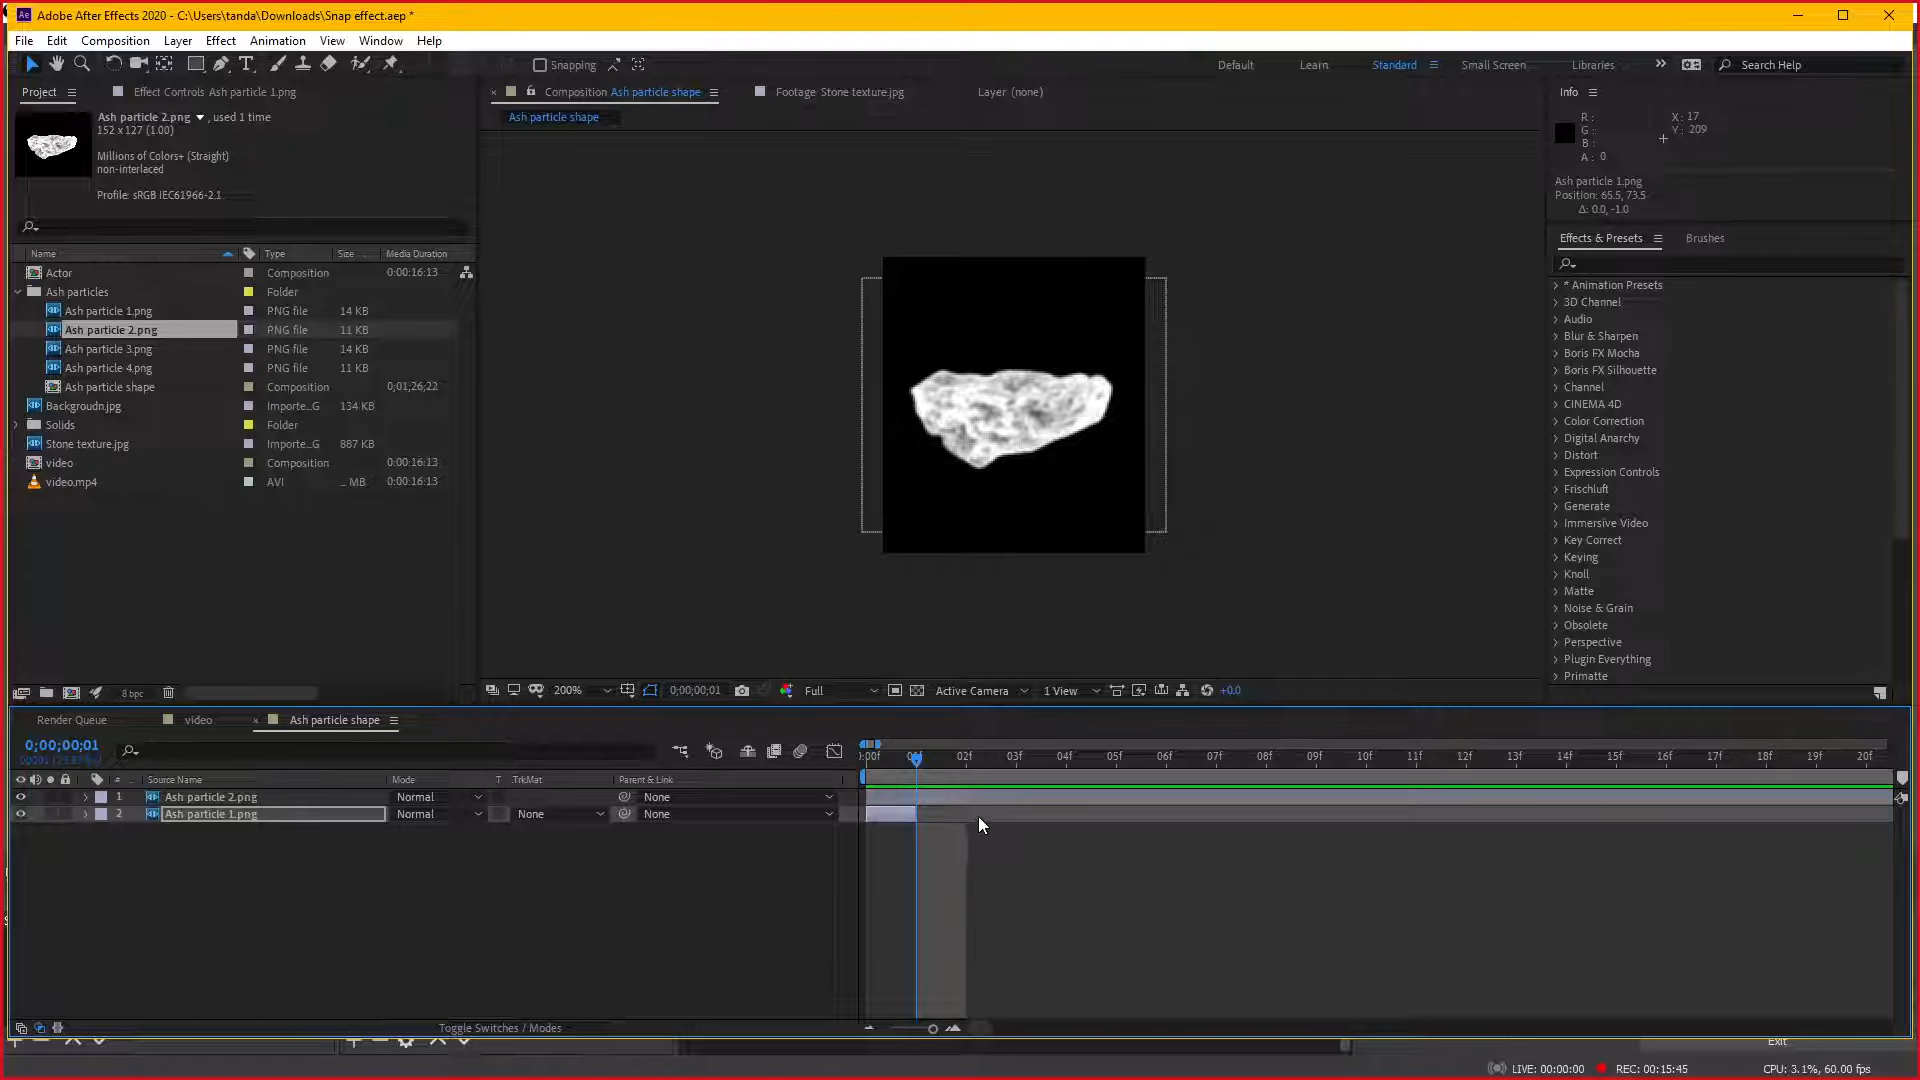 Adobe After Effects 2020 - C:\Users\tanda\Downloads\Snap effect.aep *
File Edit Composition Layer Effect Animation View Window Help
Snapping Default Learn Standard Small Screen Libraries Search Help
Project Effect Controls Ash particle 1.png
Composition Ash particle shape Footage Stone texture.jpg Layer (none)
Ash particle shape
Ash particle 2.png , used 1 time
152 x 127 (1.00)
Millions of Colors+ (Straight)
non-interlaced
Profile: sRGB IEC61966-2.1
Name Type Size Media Duration
Actor Composition 0:00:16:13
Ash particles Folder
Ash particle 1.png PNG file 14 KB
Ash particle 2.png PNG file 11 KB
Ash particle 3.png PNG file 14 KB
Ash particle 4.png PNG file 11 KB
Ash particle shape Composition 0;01;26;22
Backgroudn.jpg Importe...G 134 KB
Solids Folder
Stone texture.jpg Importe...G 887 KB
video Composition 0:00:16:13
video.mp4 AVI ... MB 0:00:16:13
8 bpc
200% 0;00;00;01 Full Active Camera 1 View +0.0
Info
R :
G :
B :
A : 0
X : 17
Y : 209
Ash particle 1.png
Position: 65.5, 73.5
Δ: 0.0, -1.0
Effects & Presets Brushes
* Animation Presets
3D Channel
Audio
Blur & Sharpen
Boris FX Mocha
Boris FX Silhouette
Channel
CINEMA 4D
Color Correction
Digital Anarchy
Distort
Expression Controls
Frischluft
Generate
Immersive Video
Key Correct
Keying
Knoll
Matte
Noise & Grain
Obsolete
Perspective
Plugin Everything
Primatte
Render Queue video Ash particle shape
0;00;00;01
02f 03f 04f 05f 06f 07f 08f 09f 10f 11f 12f 13f 14f 15f 16f 17f 18f 19f 20f
# Source Name Mode T .TrkMat Parent & Link
1 Ash particle 2.png Normal None
2 Ash particle 1.png Normal None None
Toggle Switches / Modes
Exit
LIVE: 00:00:00 REC: 00:15:45 CPU: 3.1%, 60.00 fps